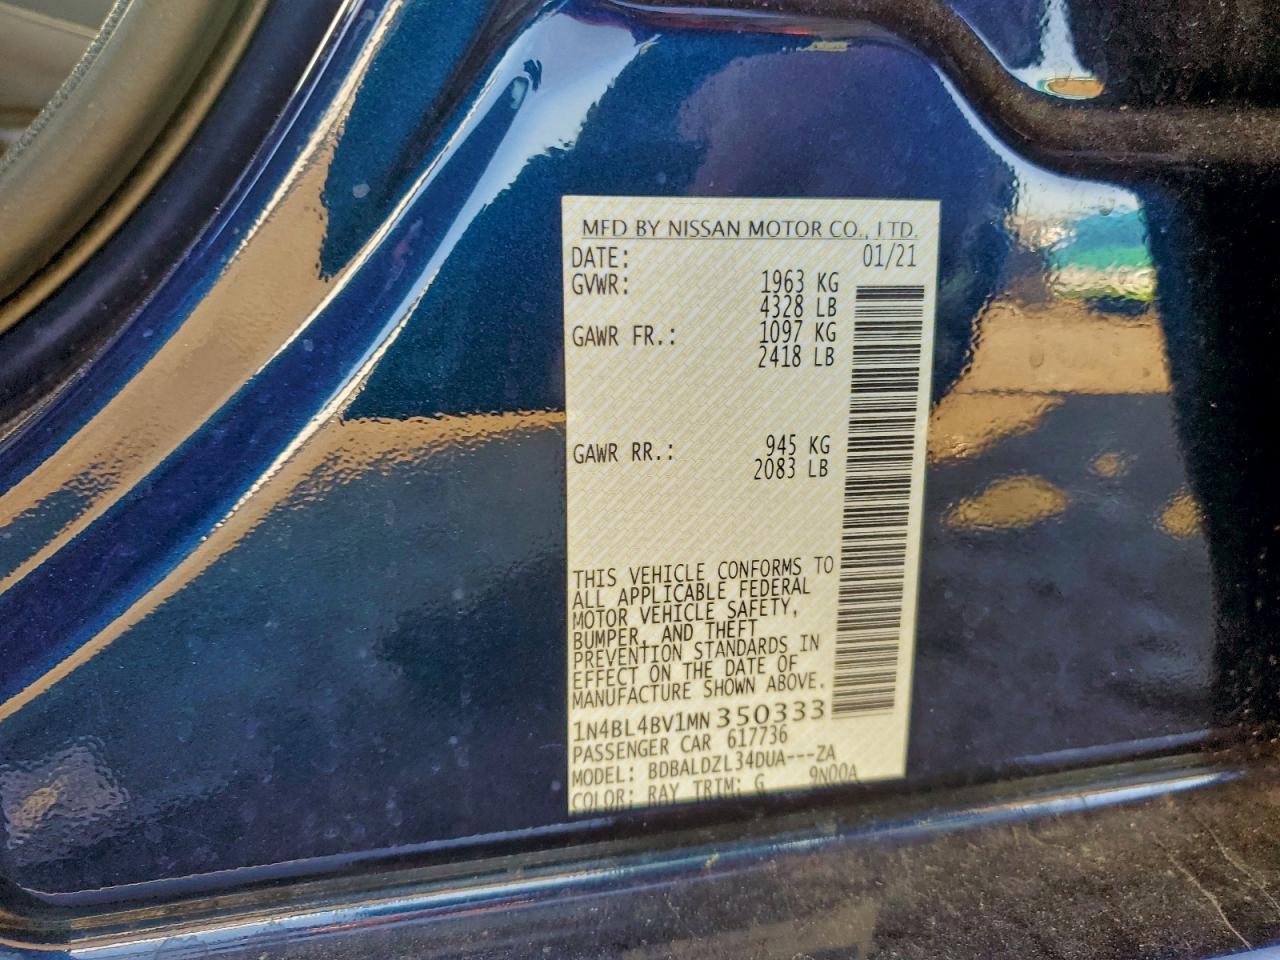 MFD BY NISSAN MOTOR CO., LTD.
DATE: 01/21
GVWR: 1963 KG
4328 LB
GAWR FR.: 1097 KG
2418 LB
GAWR RR.: 945 KG
2083 LB
THIS VEHICLE CONFORMS TO
ALL APPLICABLE FEDERAL
MOTOR VEHICLE SAFETY,
BUMPER, AND THEFT
PREVENTION STANDARDS IN
EFFECT ON THE DATE OF
MANUFACTURE SHOWN ABOVE.
1N4BL4BV1MN350333
PASSENGER CAR 617736
MODEL: BDBALDZL34DUA---ZA
COLOR: RAY TRIM: G 9N00A